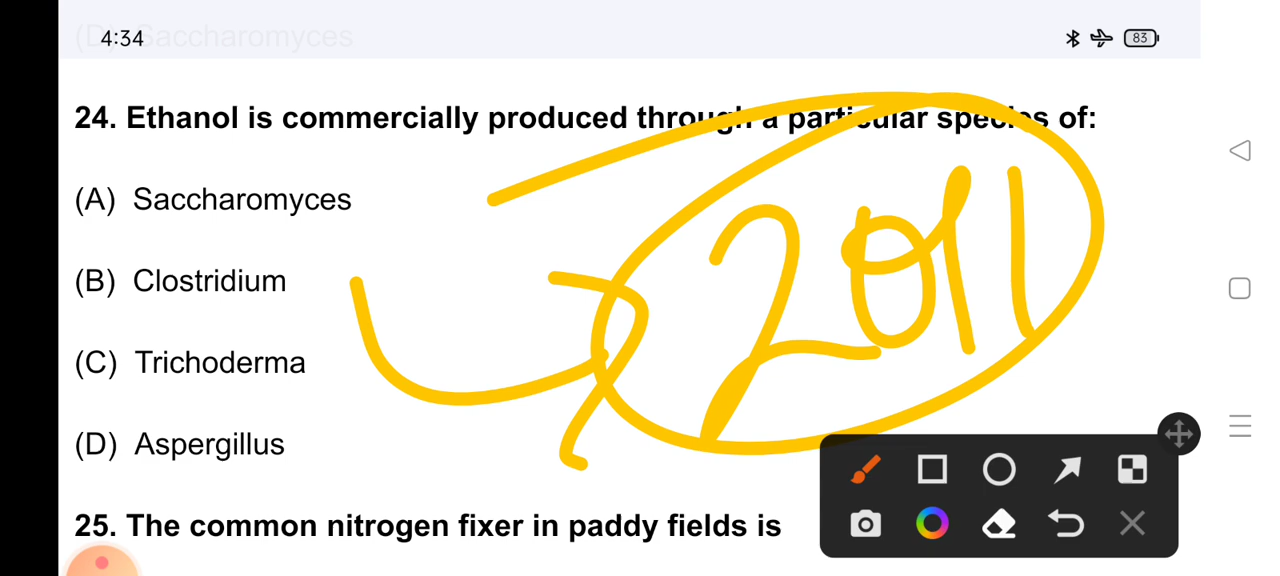 (D) Saccharomyces
4:34
83
24. Ethanol is commercially produced through a particular species of:
(A) Saccharomyces
2011
(B) Clostridium
(C) Trichoderma
(D) Aspergillus
25. The common nitrogen fixer in paddy fields is